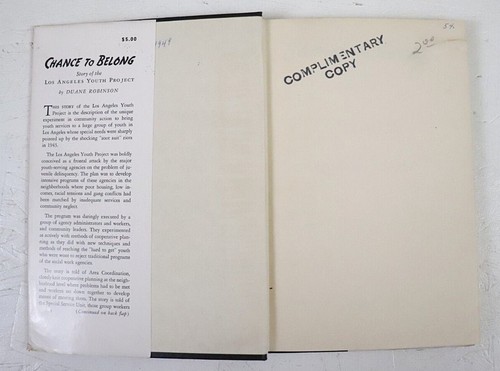 $5.00
CHANCE TO BELONG
Story of the
LOS ANGELES YOUTH PROJECT
by DUANE ROBINSON
THIS STORY of the Los Angeles Youth
Project is the description of the unique
experiment in community action to bring
youth services to a large group of youth in
Los Angeles whose special needs were sharply
pointed up by the shocking "zoot suit" riots
in 1943.
The Los Angeles Youth Project was boldly
conceived as a frontal attack by the major
youth-serving agencies on the problem of ju-
venile delinquency. The plan was to develop
intensive programs of these agencies in the
neighborhoods where poor housing, low in-
comes, racial tensions and gang conflicts had
been matched by inadequate services and
community neglect.
The program was daringly executed by a
group of agency administrators and workers,
and community leaders. They experimented
as actively with methods of cooperative plan-
ning as they did with new techniques and
methods of reaching the "hard to get" youth
who were wont to reject traditional programs
of the social work agencies.
The story is told of Area Coordination,
cooperative planning at the neigh-
borhood level where problems had to be met
and workers sat down together to develop
means of meeting them. The story is told of
the Special Service Unit, those group workers
(Continued on back flap)
1949
COMPLIMENTARY
COPY
5X
2.00